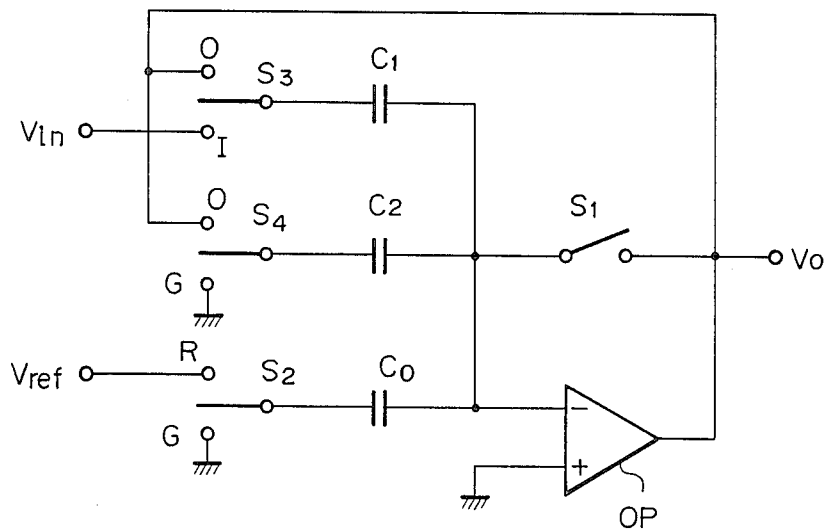 O
S3
C1
Vin
I
O
S4
C2
S1
Vo
G
R
S2
C0
Vref
G
−
+
OP